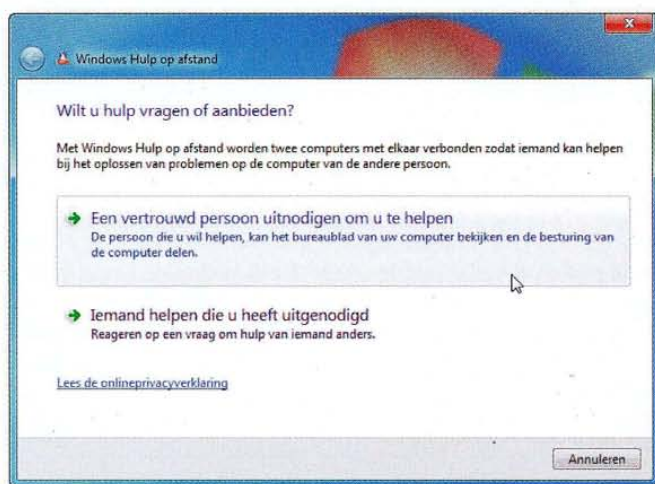 Windows Hulp op afstand
Wilt u hulp vragen of aanbieden?
Met Windows Hulp op afstand worden twee computers met elkaar verbonden zodat iemand kan helpen
bij het oplossen van problemen op de computer van de andere persoon.
Een vertrouwd persoon uitnodigen om u te helpen
De persoon die u wil helpen, kan het bureaublad van uw computer bekijken en de besturing van
de computer delen.
Iemand helpen die u heeft uitgenodigd
Reageren op een vraag om hulp van iemand anders.
Lees de onlineprivacyverklaring
Annuleren